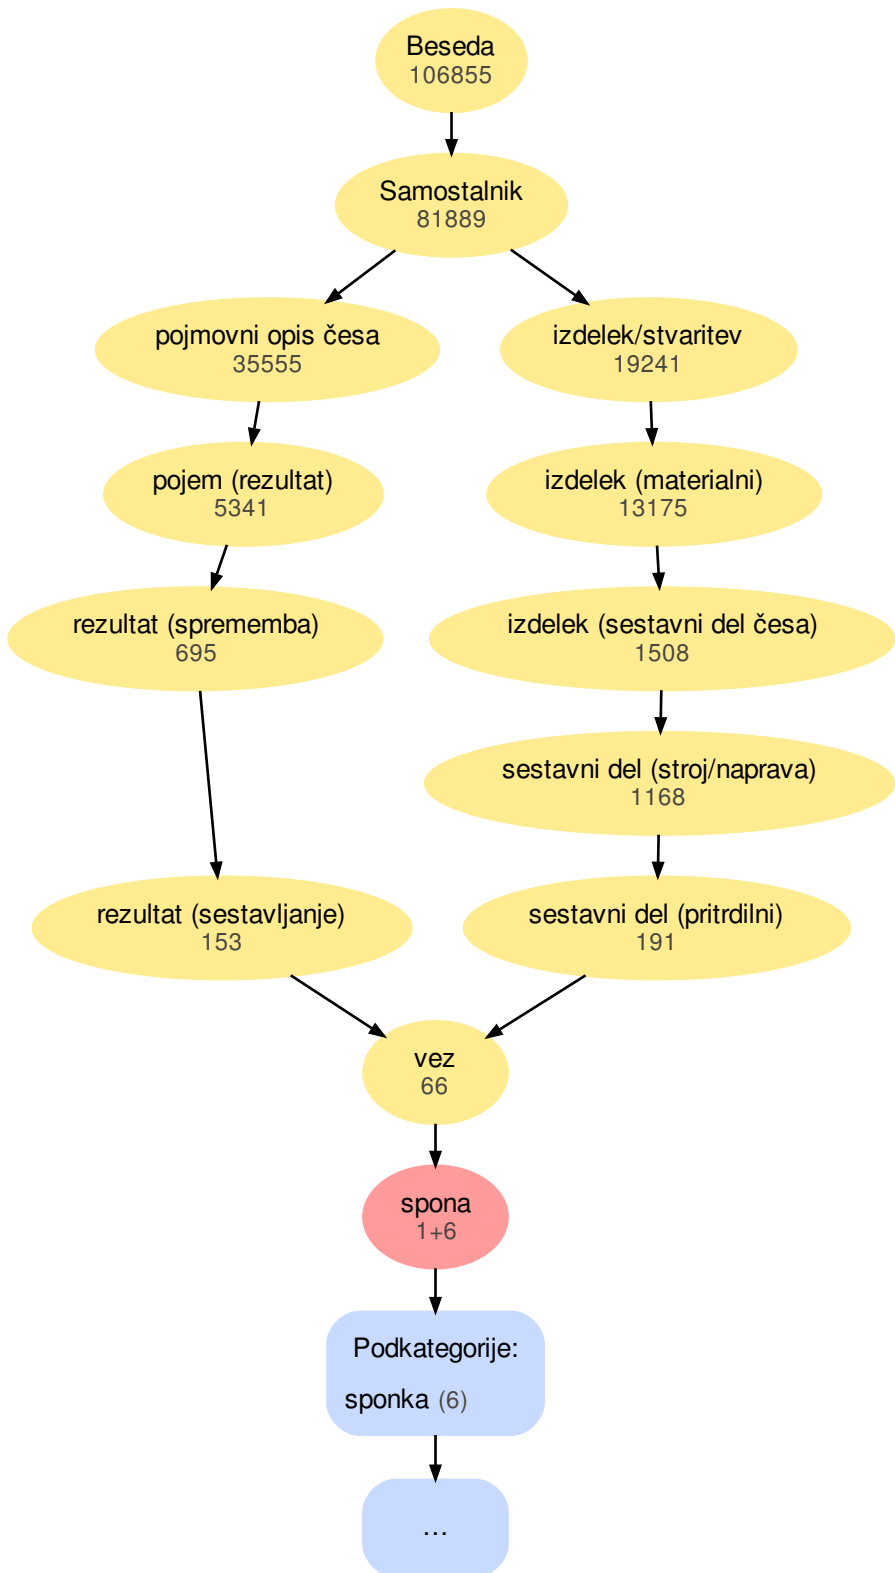 Beseda
106855
Samostalnik
81889
pojmovni opis česa
35555
izdelek/stvaritev
19241
pojem (rezultat)
5341
izdelek (materialni)
13175
rezultat (sprememba)
695
izdelek (sestavni del česa)
1508
sestavni del (stroj/naprava)
1168
rezultat (sestavljanje)
153
sestavni del (pritrdilni)
191
vez
66
spona
1+6
Podkategorije:
sponka (6)
...